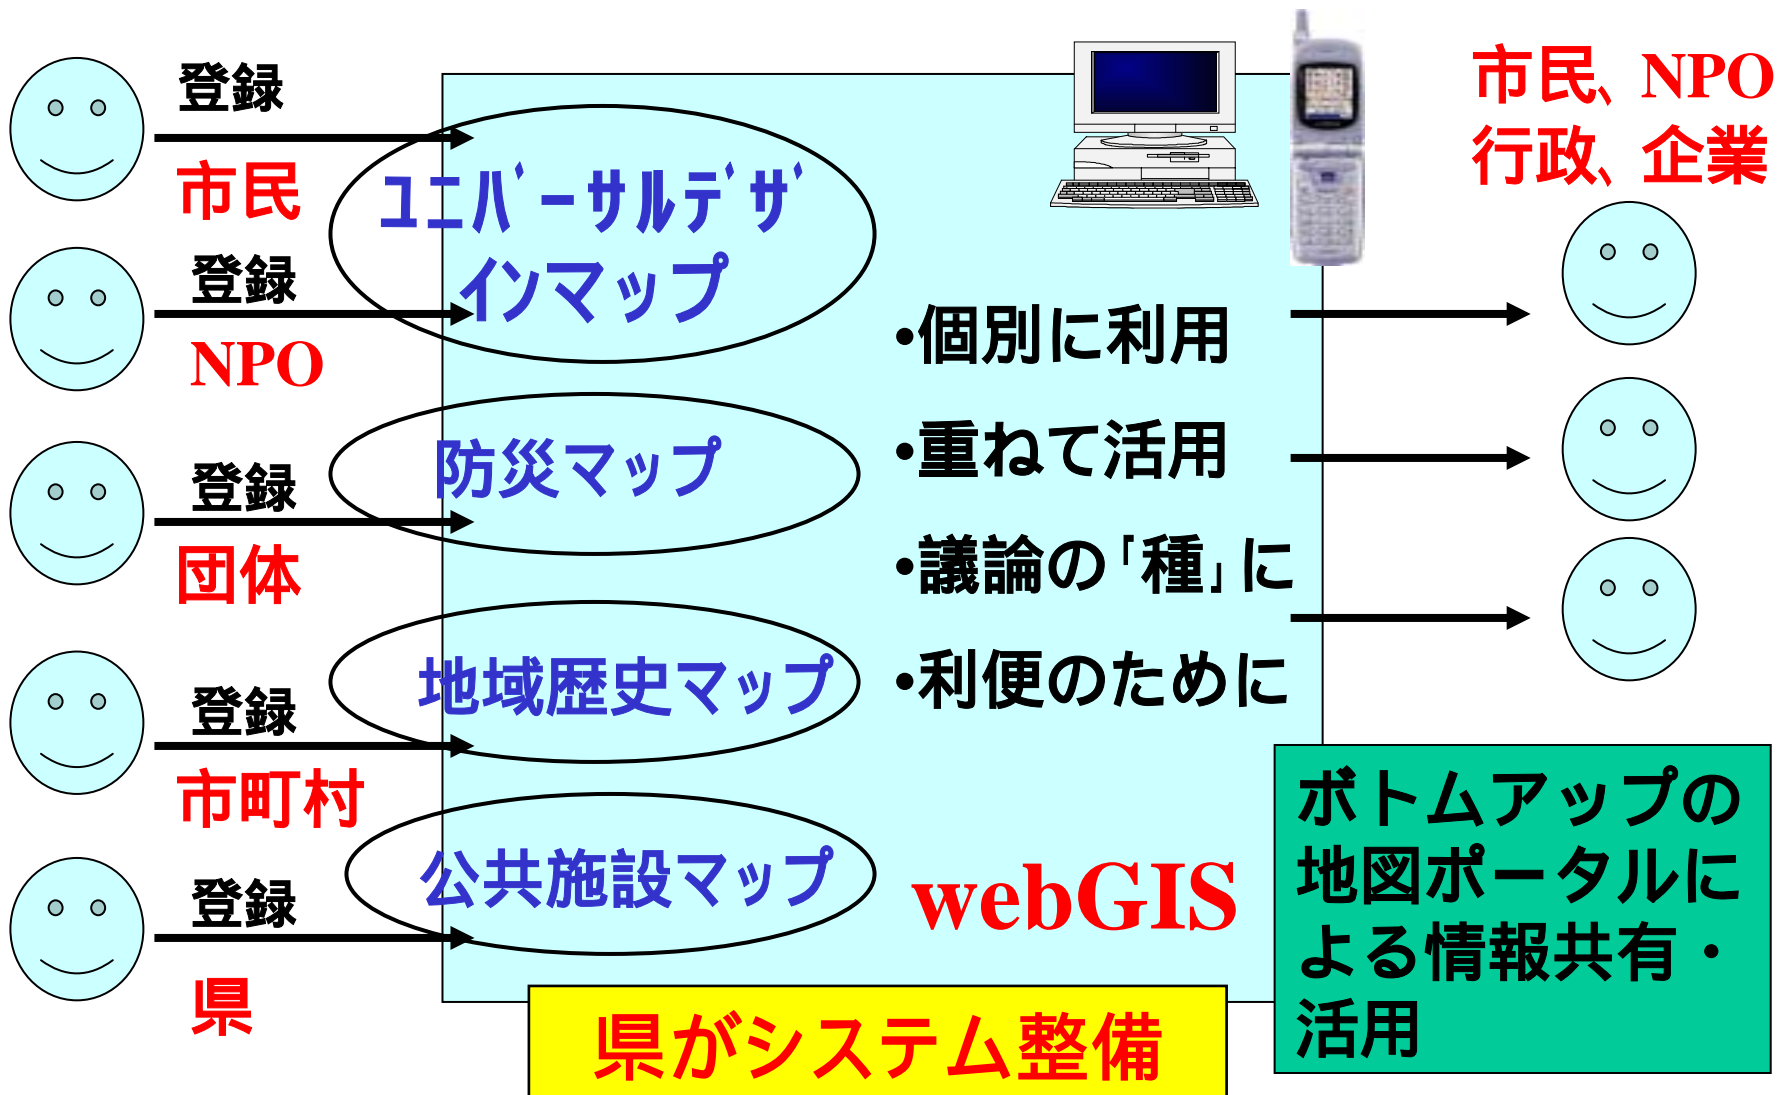 登録
市民
登録
NPO
登録
団体
登録
市町村
登録
県
ﾕﾆﾊﾞｰｻﾙﾃﾞｻﾞ
インマップ
防災マップ
地域歴史マップ
公共施設マップ
•個別に利用
•重ねて活用
•議論の「種」に
•利便のために
webGIS
県がシステム整備
市民、NPO
行政、企業
ボトムアップの
地図ポータルに
よる情報共有・
活用